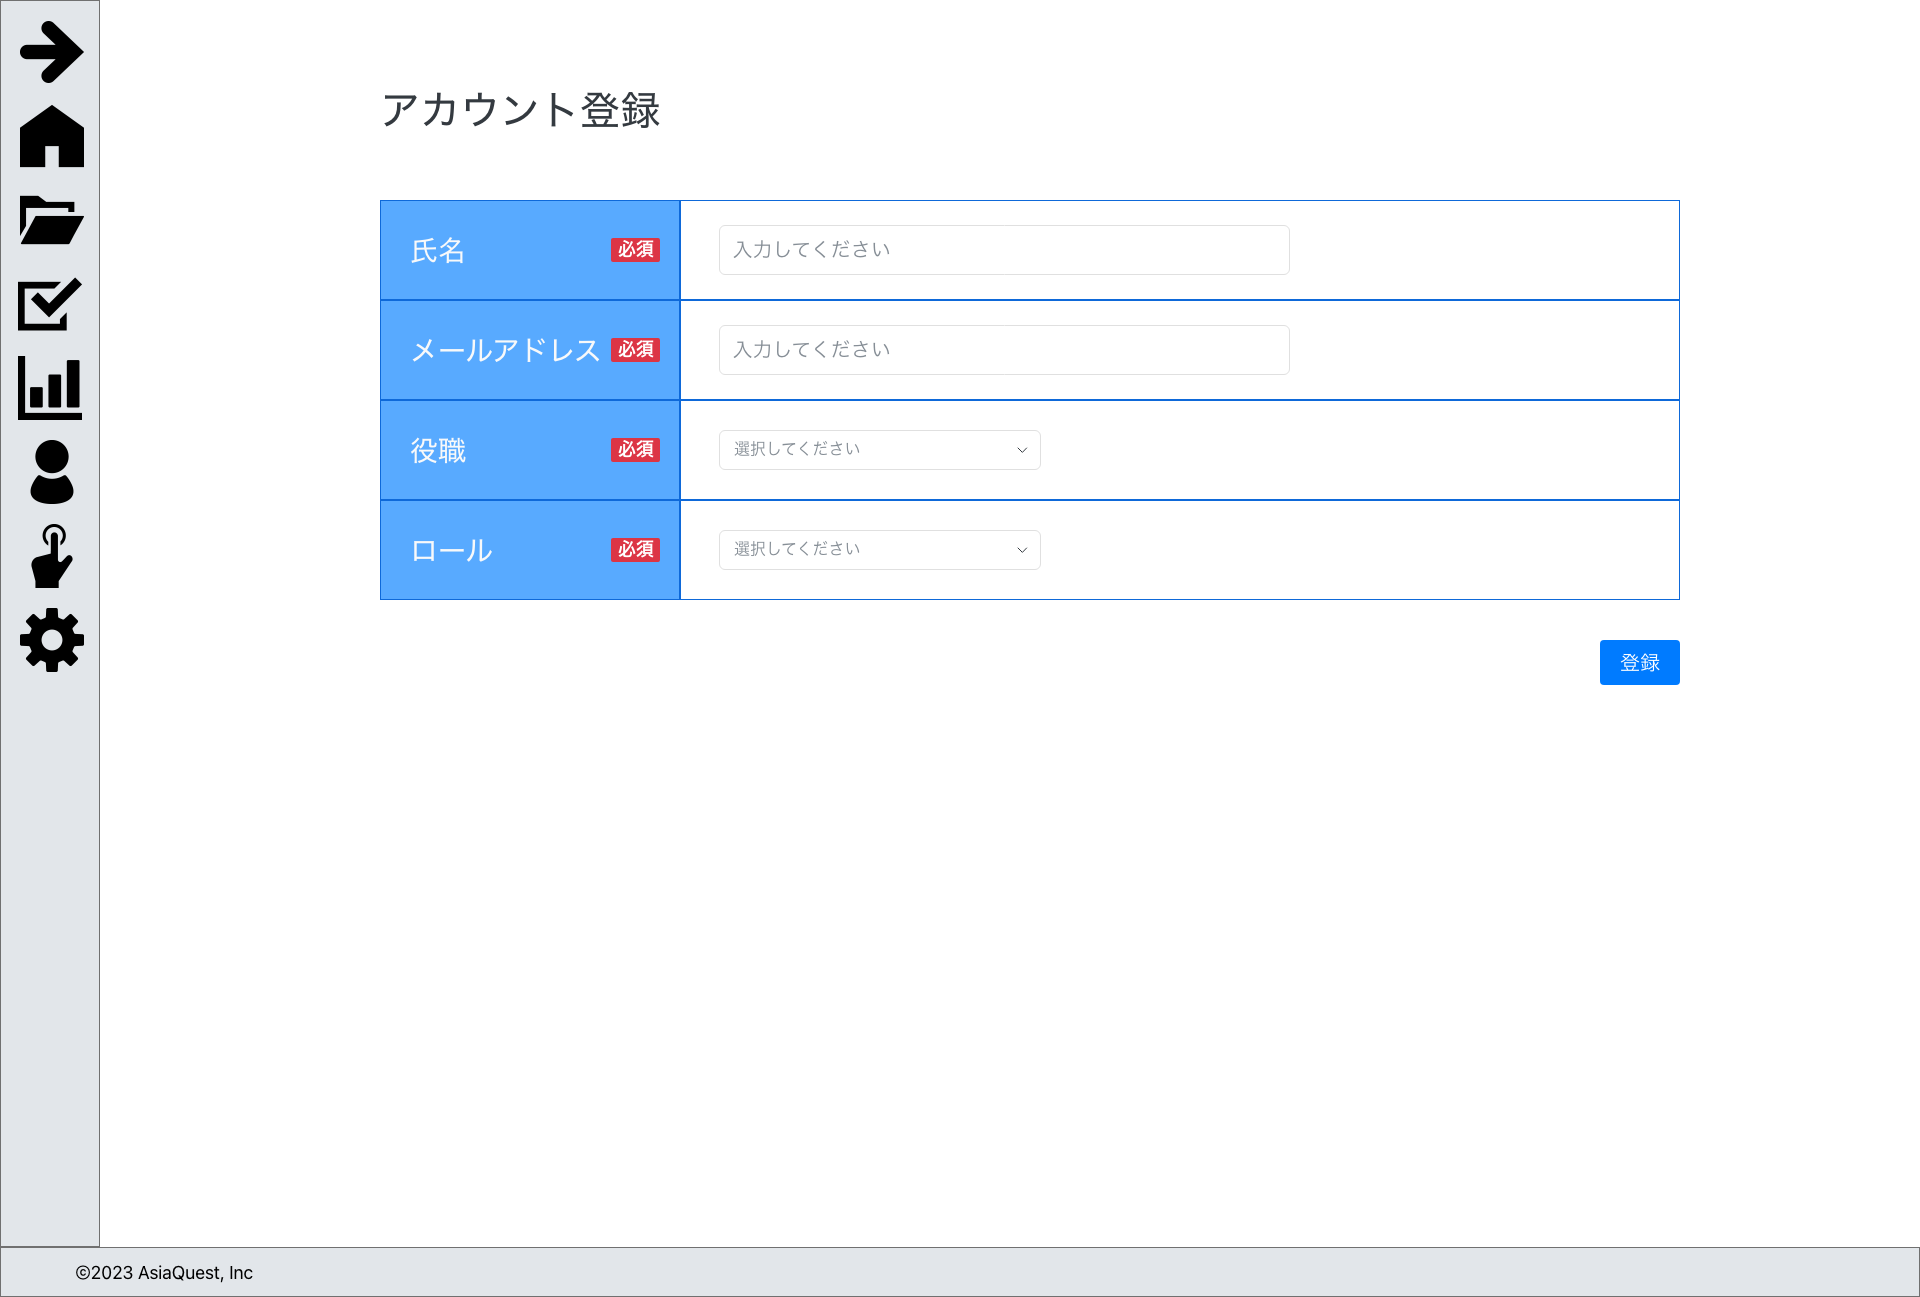 アカウント登録
氏名 必須 入力してください
メールアドレス 必須 入力してください
役職 必須 選択してください
ロール 必須 選択してください
登録
©2023 AsiaQuest, Inc